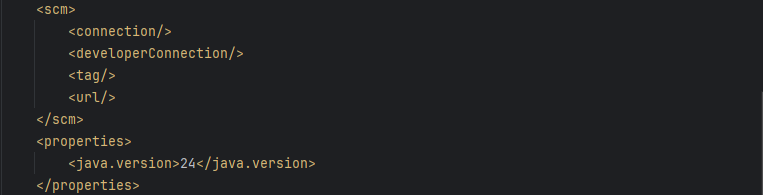 <scm>
<connection/>
<developerConnection/>
<tag/>
<url/>
</scm>
<properties>
<java.version>24</java.version>
</properties>